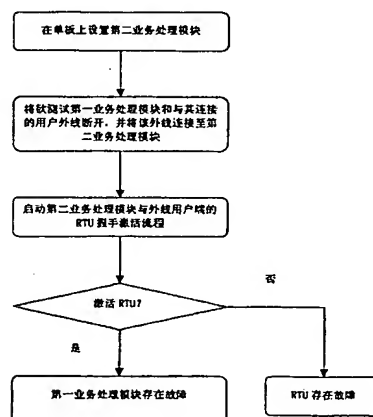 在单板上设置第二业务处理模块
将欲测试第一业务处理模块和与其连接
的用户外线断开，并将该外线连接至第
二业务处理模块
启动第二业务处理模块与外线用户端的
RTU 握手激活流程
激活 RTU?
否
是
第一业务处理模块存在故障
RTU 存在故障